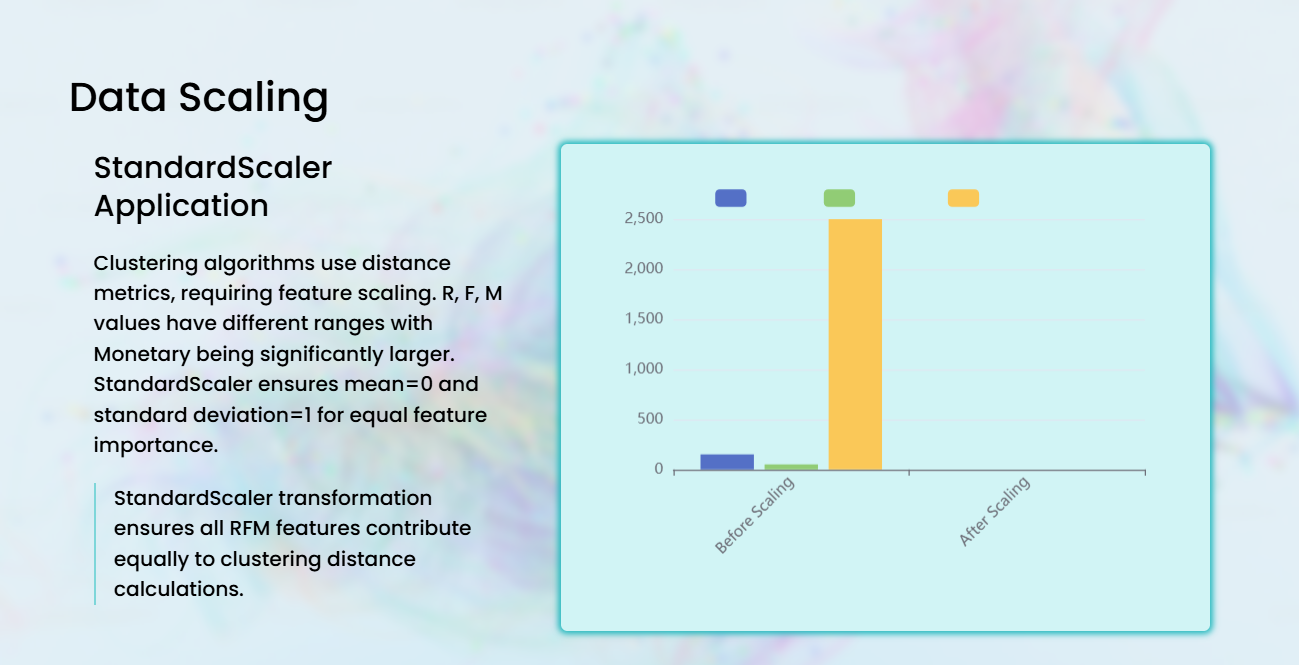 Data Scaling
StandardScaler
Application
Clustering algorithms use distance
metrics, requiring feature scaling. R, F, M
values have different ranges with
Monetary being significantly larger.
StandardScaler ensures mean=0 and
standard deviation=1 for equal feature
importance.
StandardScaler transformation
ensures all RFM features contribute
equally to clustering distance
calculations.
2,500
2,000
1,500
1,000
500
0
Before Scaling
After Scaling